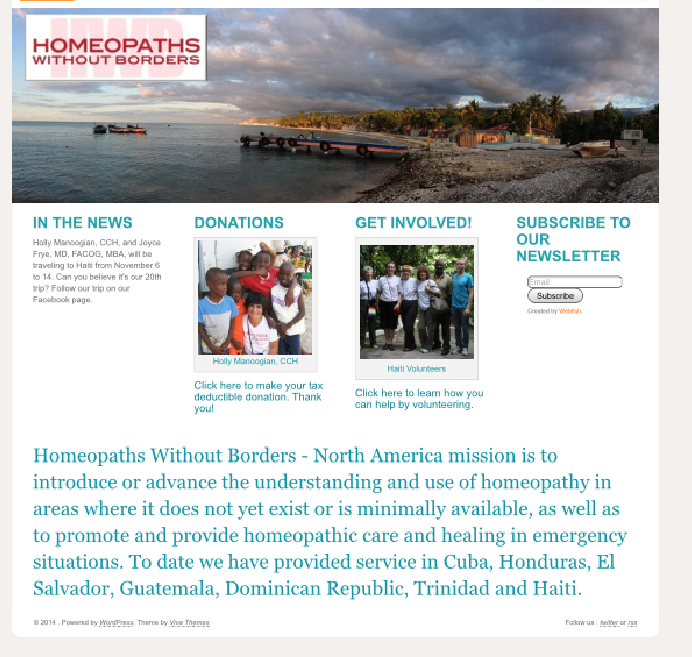 HWB
HOMEOPATHS
WITHOUT BORDERS
IN THE NEWS
Holly Manoogian, CCH, and Joyce
Frye, MD, FACOG, MBA, will be
traveling to Haiti from November 6
to 14. Can you believe it's our 20th
trip? Follow our trip on our
Facebook page.
DONATIONS
Holly Manoogian, CCH
Click here to make your tax
deductible donation. Thank
you!
GET INVOLVED!
Haiti Volunteers
Click here to learn how you
can help by volunteering.
SUBSCRIBE TO
OUR
NEWSLETTER
Email:
Subscribe
Created by Webfish.
Homeopaths Without Borders - North America mission is to
introduce or advance the understanding and use of homeopathy in
areas where it does not yet exist or is minimally available, as well as
to promote and provide homeopathic care and healing in emergency
situations. To date we have provided service in Cuba, Honduras, El
Salvador, Guatemala, Dominican Republic, Trinidad and Haiti.
© 2014 . Powered by WordPress. Theme by Viva Themes
Follow us : twitter or rss